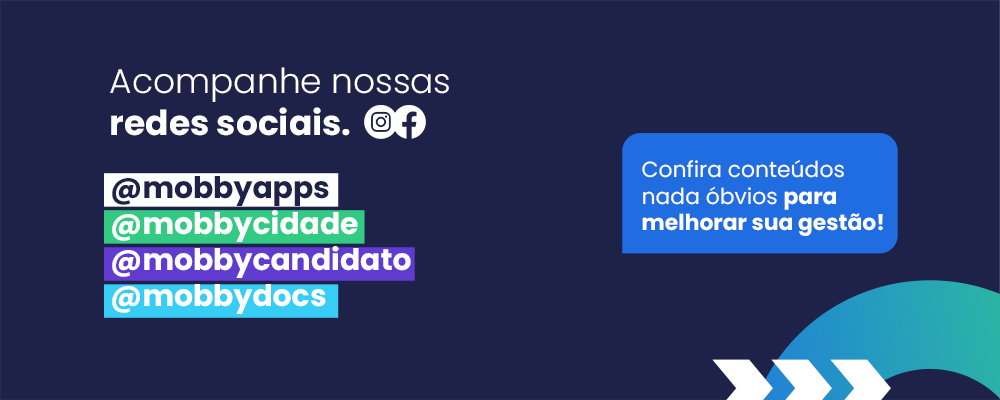 Acompanhe nossas
redes sociais.
@mobbyapps
@mobbycidade
@mobbycandidato
@mobbydocs
Confira conteúdos
nada óbvios para
melhorar sua gestão!